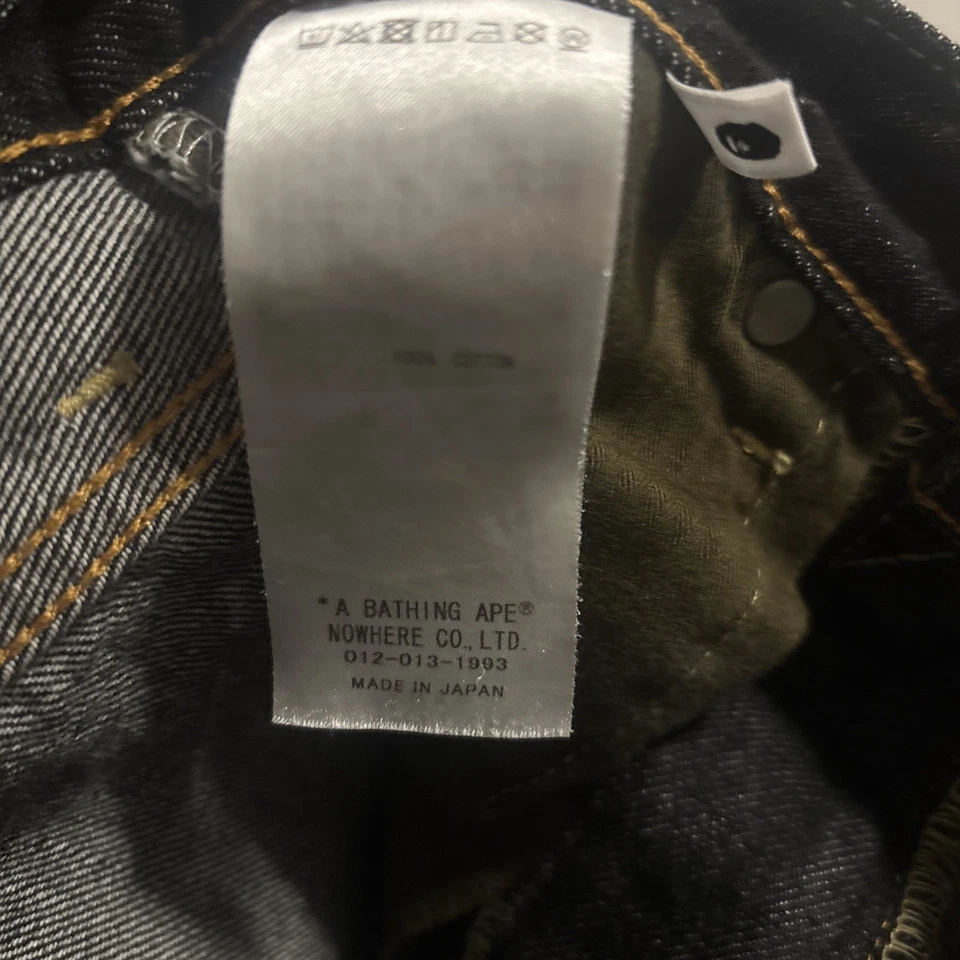 *A BATHING APE®
NOWHERE CO., LTD.
012-013-1993
MADE IN JAPAN